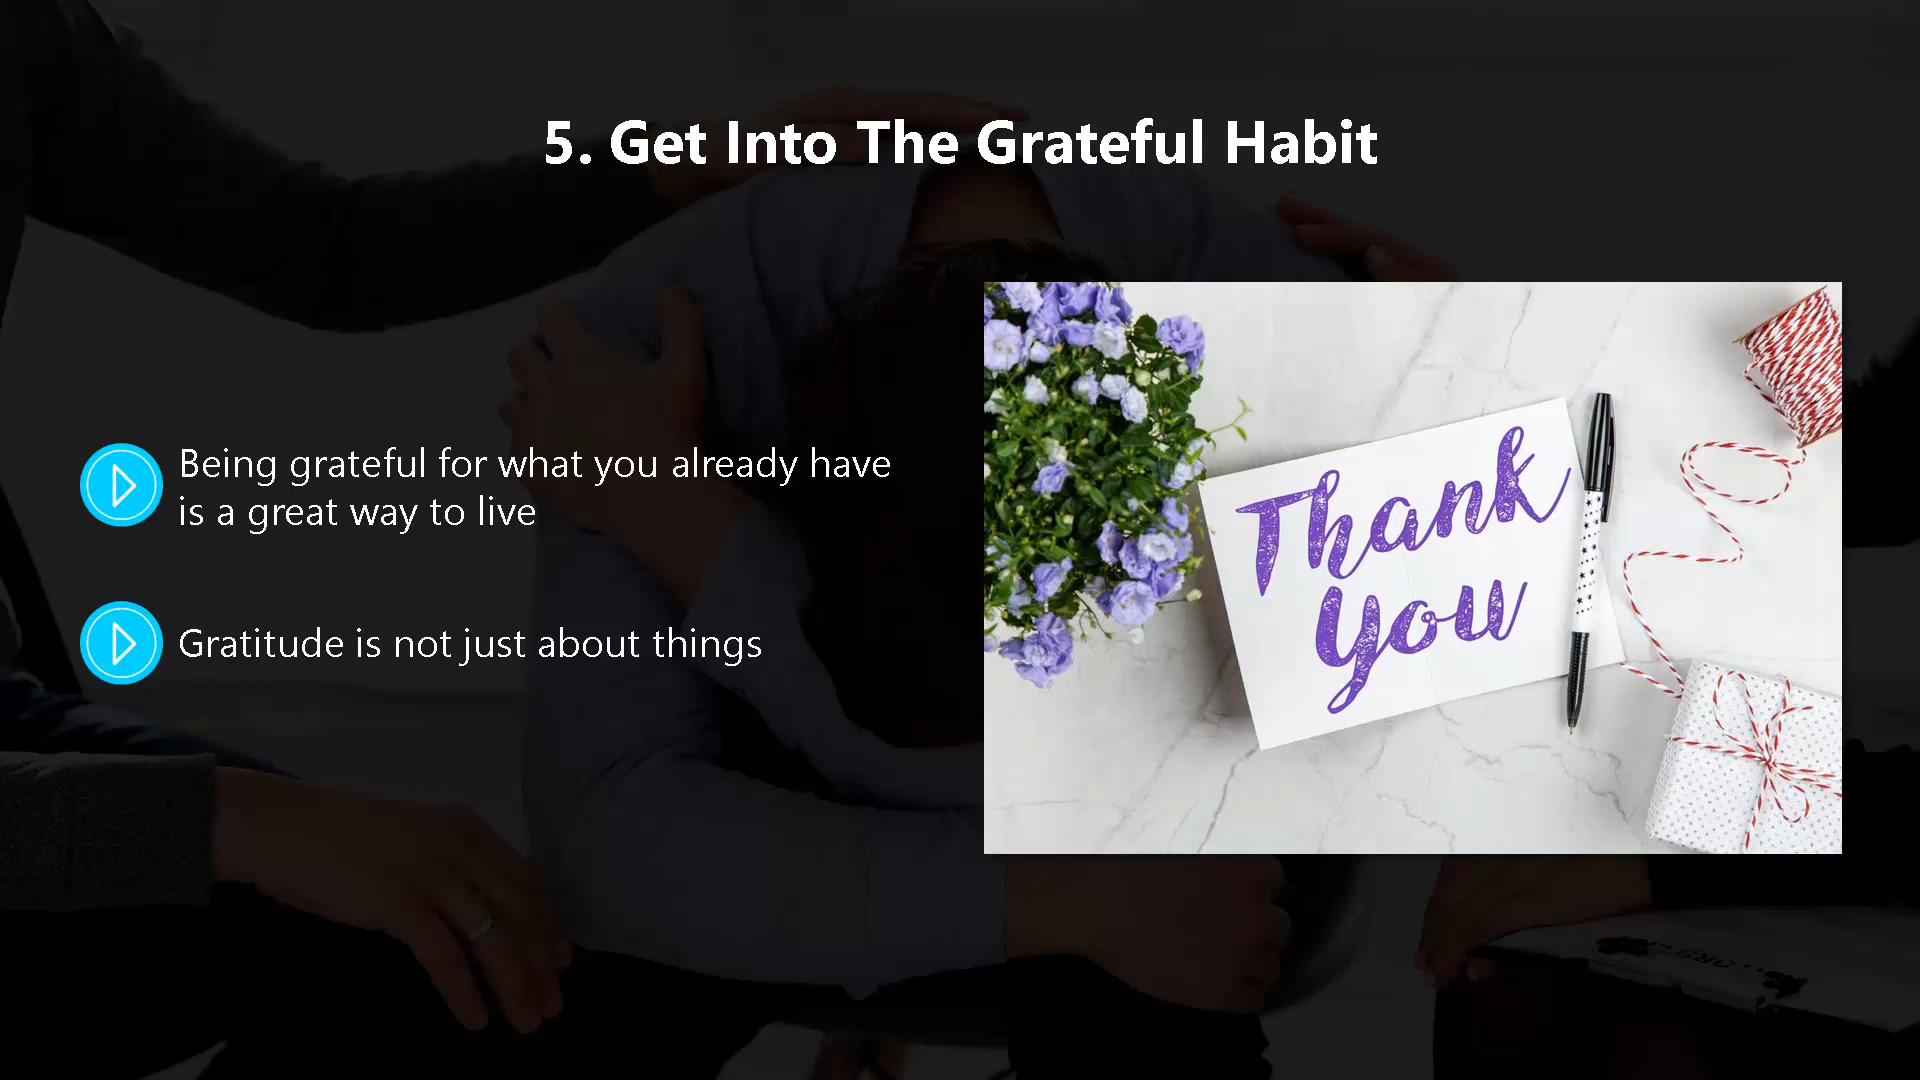 5. Get Into The Grateful Habit
Being grateful for what you already have
is a great way to live
Gratitude is not just about things
Thank
You